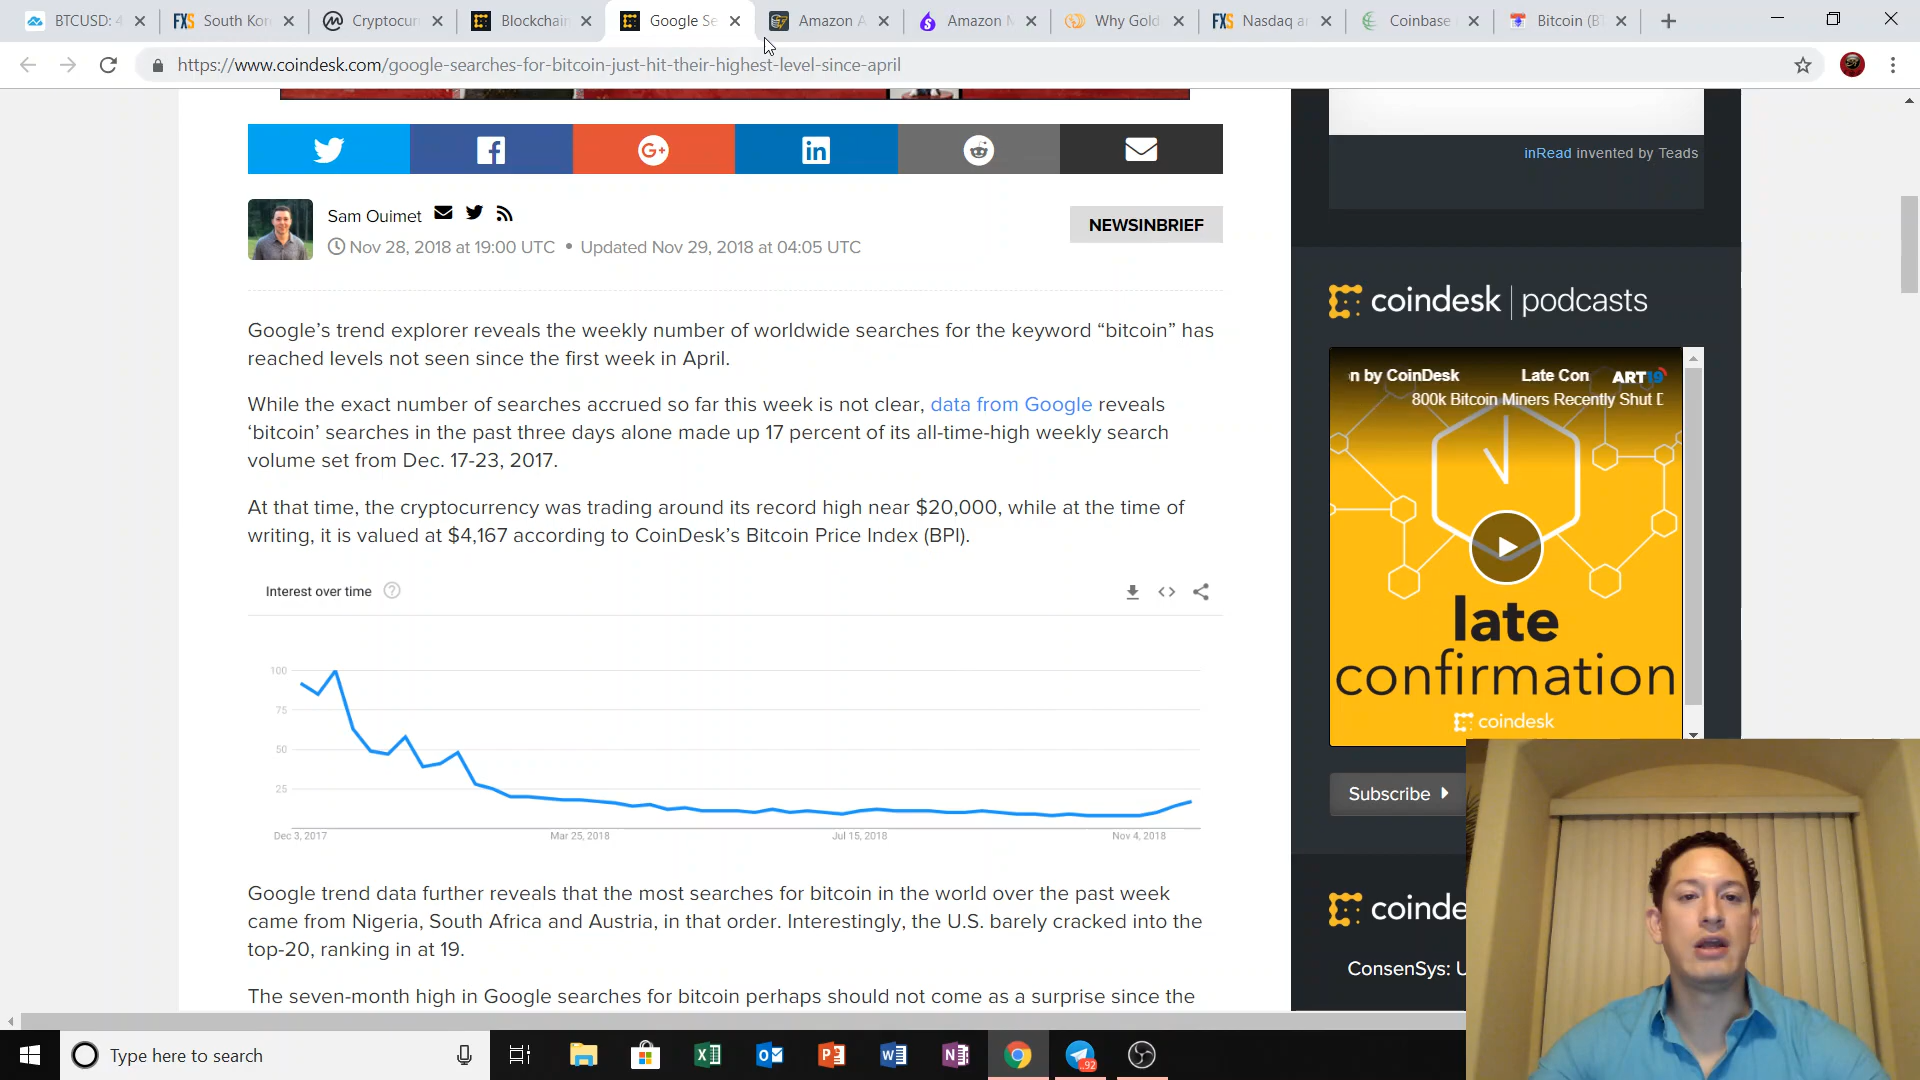 BTCUSD: 4
South Kor
Cryptocurr
Blockchain
Google Se
Amazon A
Amazon M
Why Gold
Nasdaq an
Coinbase
Bitcoin (BT
https://www.coindesk.com/google-searches-for-bitcoin-just-hit-their-highest-level-since-april
inRead invented by Teads
Sam Ouimet
NEWSINBRIEF
Nov 28, 2018 at 19:00 UTC • Updated Nov 29, 2018 at 04:05 UTC
Google’s trend explorer reveals the weekly number of worldwide searches for the keyword “bitcoin” has
reached levels not seen since the first week in April.
While the exact number of searches accrued so far this week is not clear, data from Google reveals
‘bitcoin’ searches in the past three days alone made up 17 percent of its all-time-high weekly search
volume set from Dec. 17-23, 2017.
At that time, the cryptocurrency was trading around its record high near $20,000, while at the time of
writing, it is valued at $4,167 according to CoinDesk’s Bitcoin Price Index (BPI).
Interest over time
100
75
50
25
Dec 3, 2017
Mar 25, 2018
Jul 15, 2018
Nov 4, 2018
Google trend data further reveals that the most searches for bitcoin in the world over the past week
came from Nigeria, South Africa and Austria, in that order. Interestingly, the U.S. barely cracked into the
top-20, ranking in at 19.
The seven-month high in Google searches for bitcoin perhaps should not come as a surprise since the
coindesk | podcasts
n by CoinDesk
Late Con
ART19
800k Bitcoin Miners Recently Shut D
late
confirmation
coindesk
Subscribe
coinde
ConsenSys: U
Type here to search
92